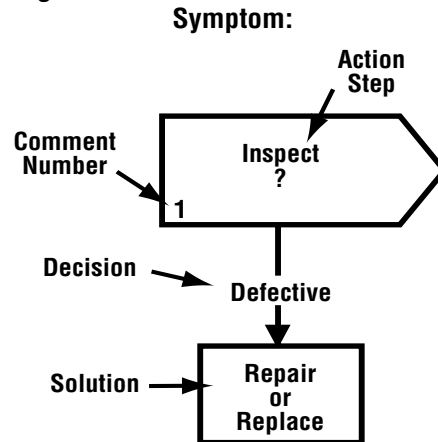 Symptom:
Action
Step
Comment
Number
Inspect
?
1
Decision
Defective
Solution
Repair
or
Replace